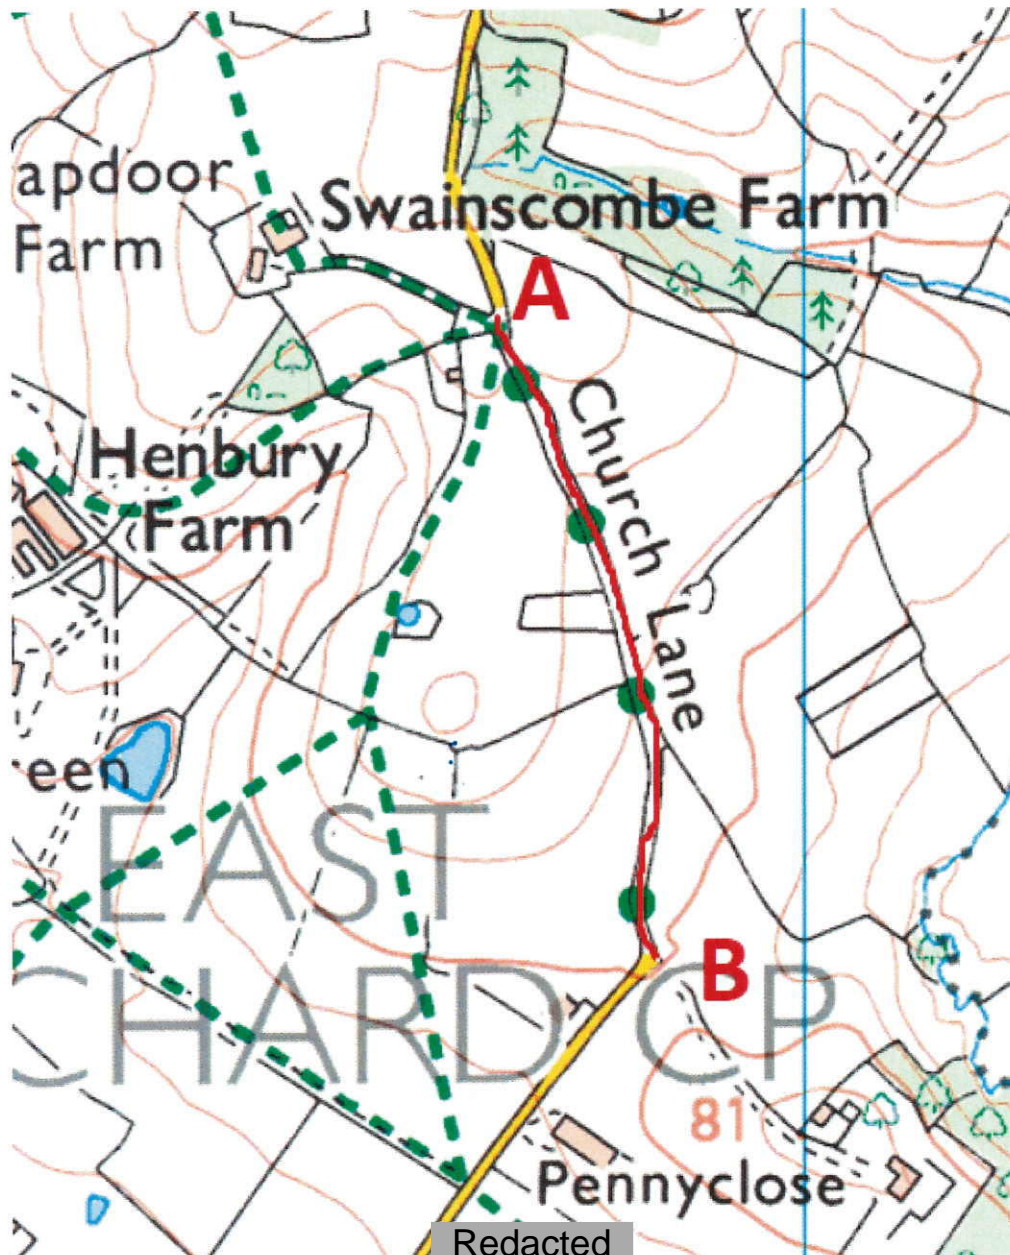 apdoor
Farm
Swainscombe Farm
A
Church Lane
Henbury
Farm
een
EAST
CHARD CP
B
81
Pennyclose
Redacted